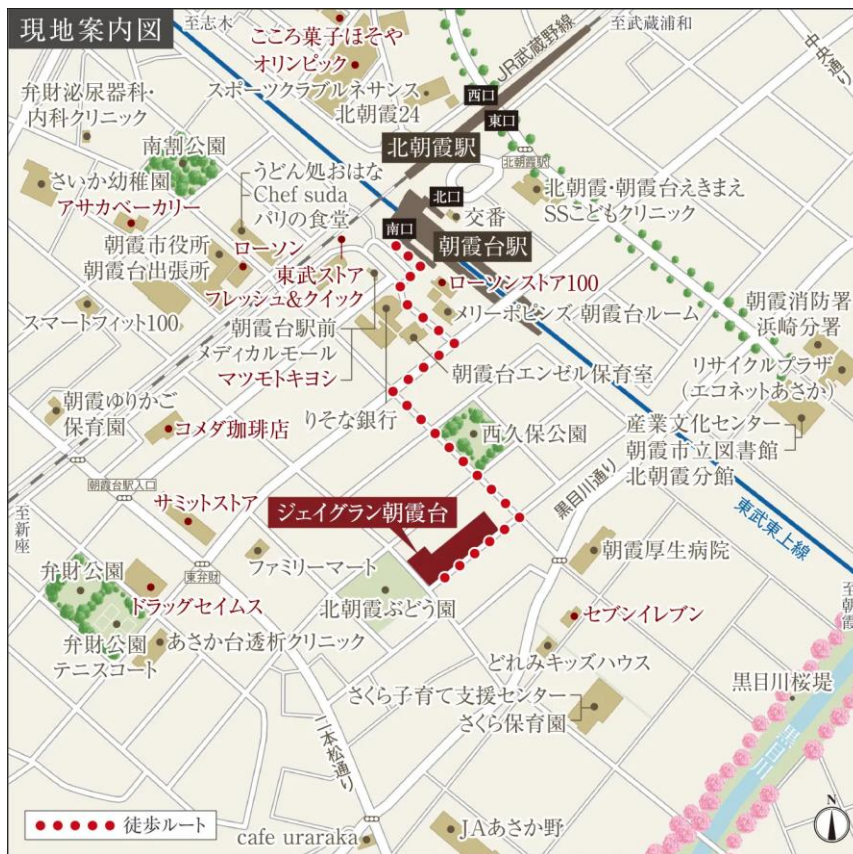 現地案内図
至志木
こころ菓子ほそや
オリンピック
スポーツクラブルネサンス
北朝霞24
JR武蔵野線
至武蔵浦和
中央通り
弁財泌尿器科・
内科クリニック
南割公園
さいか幼稚園
アサカベーカリー
朝霞市役所
朝霞台出張所
うどん処おはな
Chef suda
パリの食堂
ローソン
東武ストア
フレッシュ&クイック
西口
東口
北朝霞駅
北朝霞駅
北口
交番
南口
朝霞台駅
北朝霞・朝霞台えきまえ
SSこどもクリニック
ローソンストア100
メリーポピンズ 朝霞台ルーム
スマートフィット100
朝霞台駅前
メディカルモール
マツモトキヨシ
朝霞台エンゼル保育室
りそな銀行
朝霞消防署
浜崎分署
リサイクルプラザ
(エコネットあさか)
産業文化センター
朝霞市立図書館
北朝霞分館
朝霞ゆりかご
保育園
コメダ珈琲店
西久保公園
黒目川通り
東武東上線
朝霞台駅入口
至新座
サミットストア
ジェイグラン朝霞台
東弁財
ファミリーマート
朝霞厚生病院
至朝霞
弁財公園
弁財公園
テニスコート
ドラッグセイムス
あさか台透析クリニック
北朝霞ぶどう園
セブンイレブン
どれみキッズハウス
さくら子育て支援センター
さくら保育園
黒目川桜堤
黒目川
二本松通り
徒歩ルート
cafe uraraka
JAあさか野
N